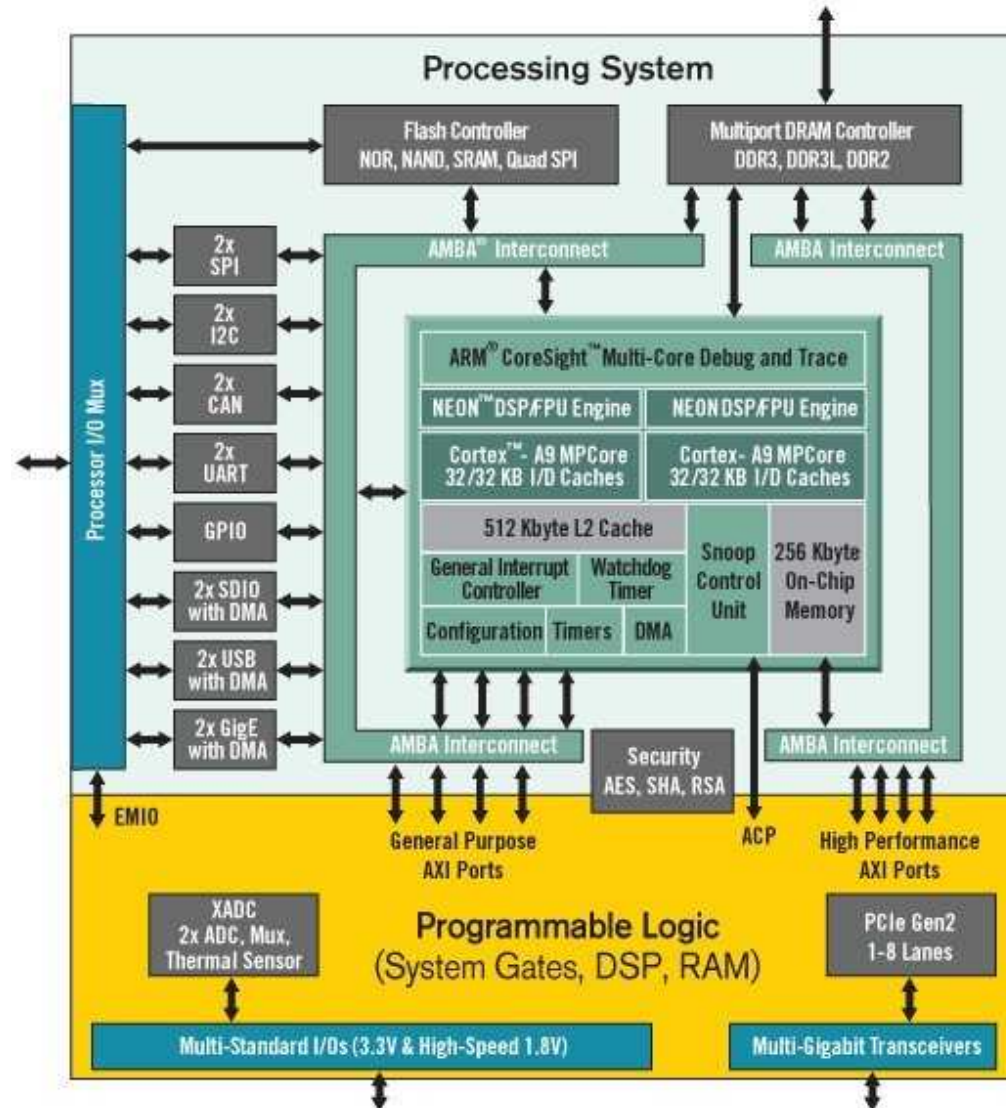 Processing System
Flash Controller
NOR, NAND, SRAM, Quad SPI
Multiport DRAM Controller
DDR3, DDR3L, DDR2
AMBA® Interconnect
AMBA Interconnect
Processor I/O Mux
2x
SPI
2x
I2C
2x
CAN
2x
UART
GPIO
2x SDIO
with DMA
2x USB
with DMA
2x GigE
with DMA
ARM® CoreSight™ Multi-Core Debug and Trace
NEON™ DSP/FPU Engine
NEON DSP/FPU Engine
Cortex™- A9 MPCore
32/32 KB I/D Caches
Cortex- A9 MPCore
32/32 KB I/D Caches
512 Kbyte L2 Cache
General Interrupt
Controller
Watchdog
Timer
Configuration
Timers
DMA
Snoop
Control
Unit
256 Kbyte
On-Chip
Memory
AMBA Interconnect
Security
AES, SHA, RSA
AMBA Interconnect
EMIO
General Purpose
AXI Ports
ACP
High Performance
AXI Ports
XADC
2x ADC, Mux,
Thermal Sensor
Programmable Logic
(System Gates, DSP, RAM)
PCIe Gen2
1-8 Lanes
Multi-Standard I/Os (3.3V & High-Speed 1.8V)
Multi-Gigabit Transceivers